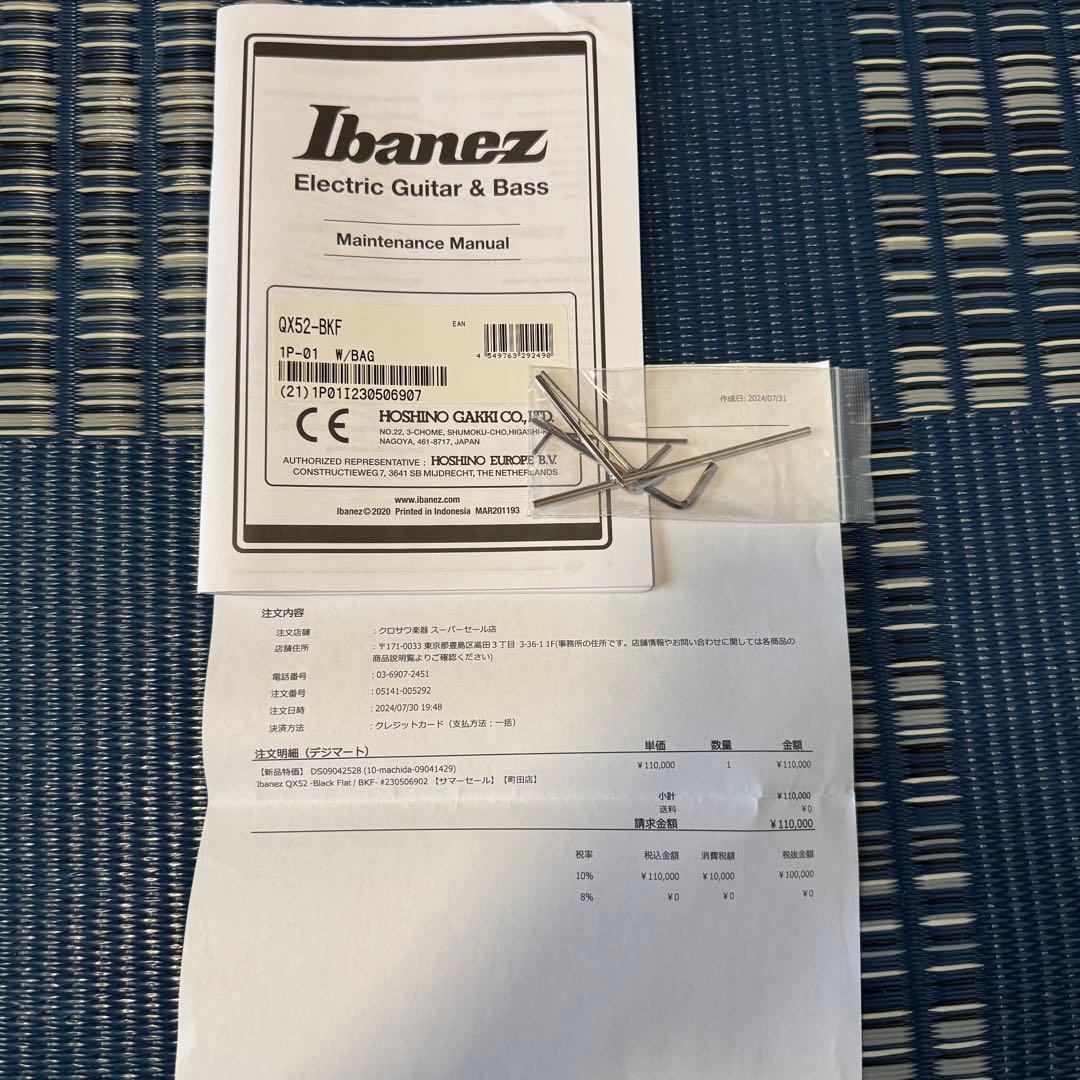 Ibanez
Electric Guitar & Bass
Maintenance Manual
QX52-BKF
EAN
1P-01 W/BAG
4 549763 292490
(21)1P01I230506907
CE
HOSHINO GAKKI CO., LTD.
NO.22, 3-CHOME, SHUMOKU-CHO, HIGASHI-
NAGOYA, 461-8717, JAPAN
AUTHORIZED REPRESENTATIVE : HOSHINO EUROPE B.V.
CONSTRUCTIEWEG 7, 3641 SB MIJDRECHT, THE NETHERLANDS
www.ibanez.com
Ibanez©2020 Printed in Indonesia MAR201193
作成日: 2024/07/31
注文内容
注文店舗 : クロサワ楽器 スーパーセール店
店舗住所 : 〒171-0033 東京都豊島区高田３丁目 3-36-1 1F(事務所の住所です。店舗情報やお問い合わせに関しては各商品の
商品説明覧よりご確認ください)
電話番号 : 03-6907-2451
注文番号 : 05141-005292
注文日時 : 2024/07/30 19:48
決済方法 : クレジットカード（支払方法：一括）
注文明細（デジマート） 単価 数量 金額
【新品特価】 DS09042528 (10-machida-09041429) ¥110,000 1 ¥110,000
Ibanez QX52 -Black Flat / BKF- #230506902 【サマーセール】【町田店】
小計 ¥110,000
送料 ¥0
請求金額 ¥110,000
税率 税込金額 消費税額 税抜金額
10% ¥110,000 ¥10,000 ¥100,000
8% ¥0 ¥0 ¥0